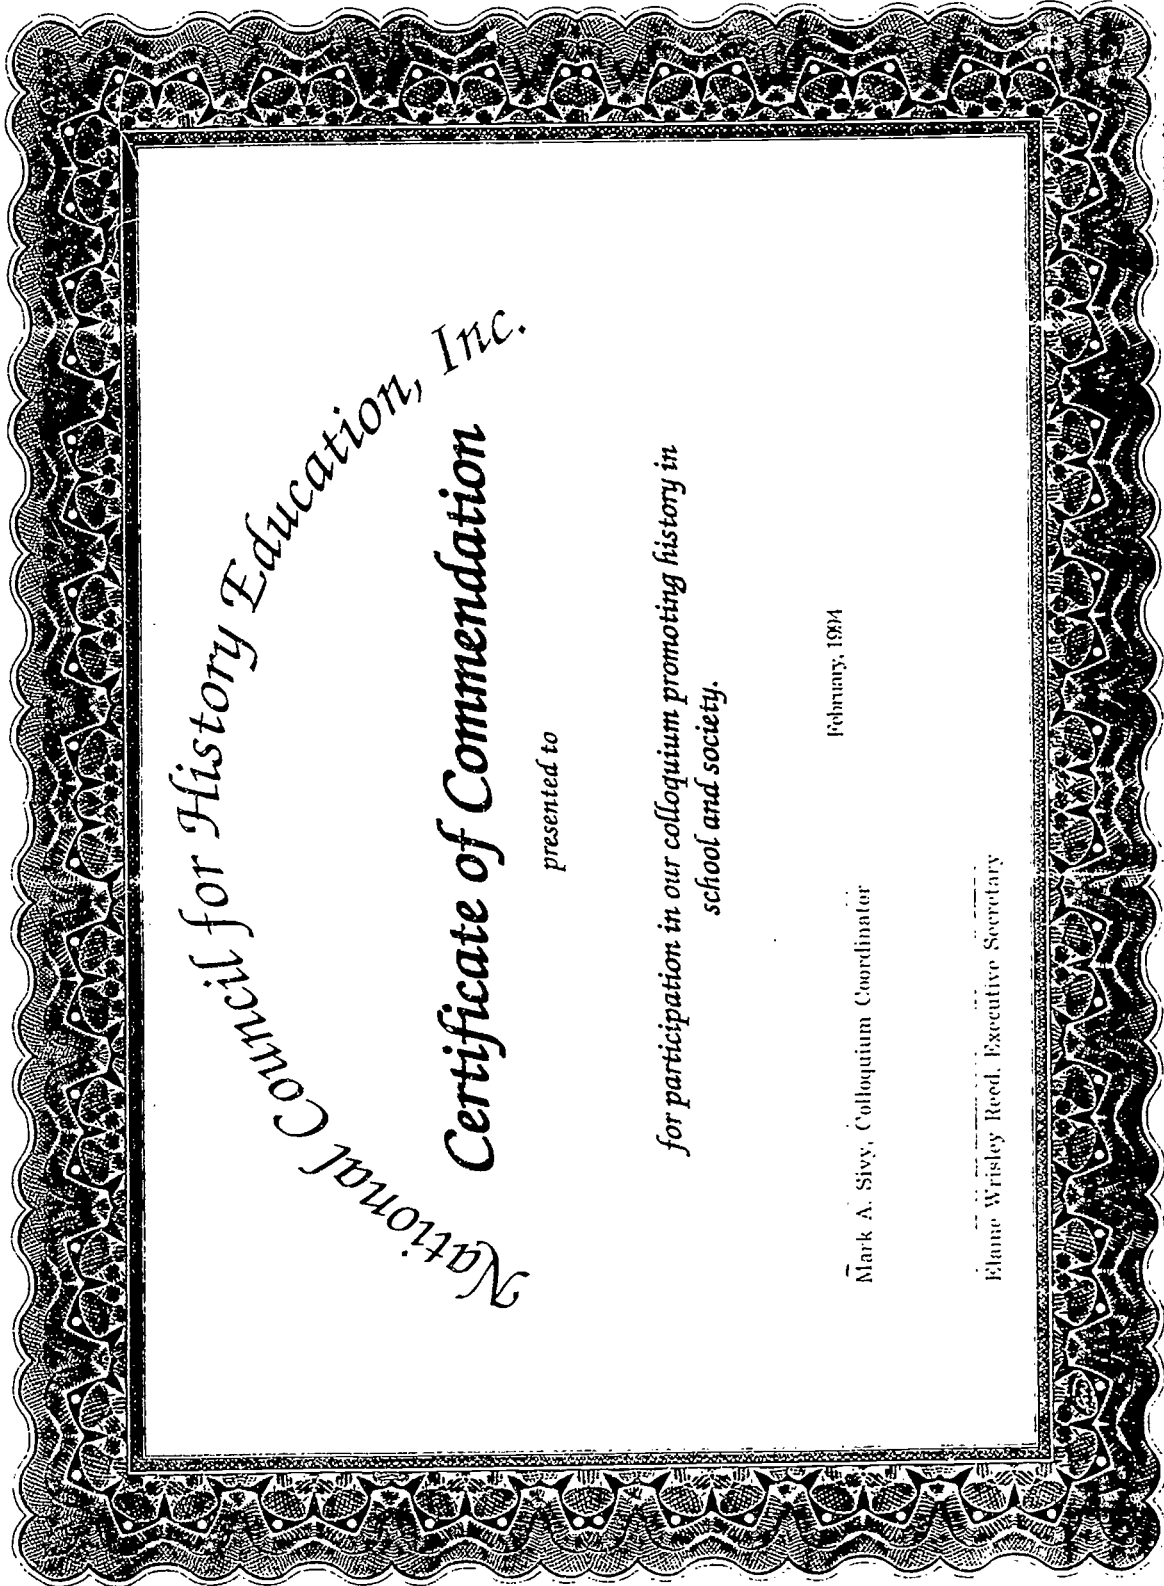 National Council for History Education, Inc.
Certificate of Commendation
presented to
for participation in our colloquium promoting history in
school and society.
February, 1994
Mark A. Sivy, Colloquium Coordinator
Elaine Wrisley Reed, Executive Secretary